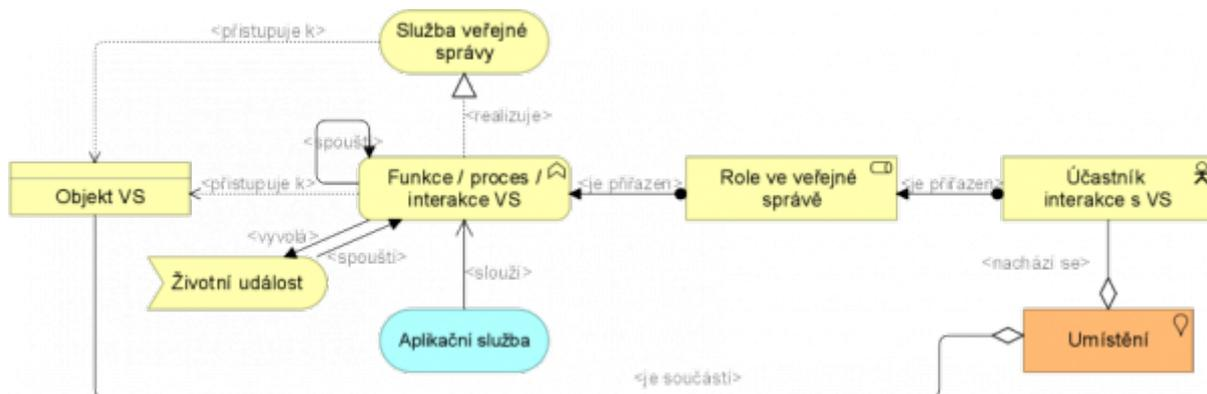 <přistupuje k>
Služba veřejné
správy
<realizuje>
<spouští>
Objekt VS
<přistupuje k>
Funkce / proces /
interakce VS
<je přiřazen>
Role ve veřejné
správě
<je přiřazen>
Účastník
interakce s VS
<vyvolá>
<spouští>
Životní událost
<slouží>
<nachází se>
Aplikační služba
Umístění
<je součástí>